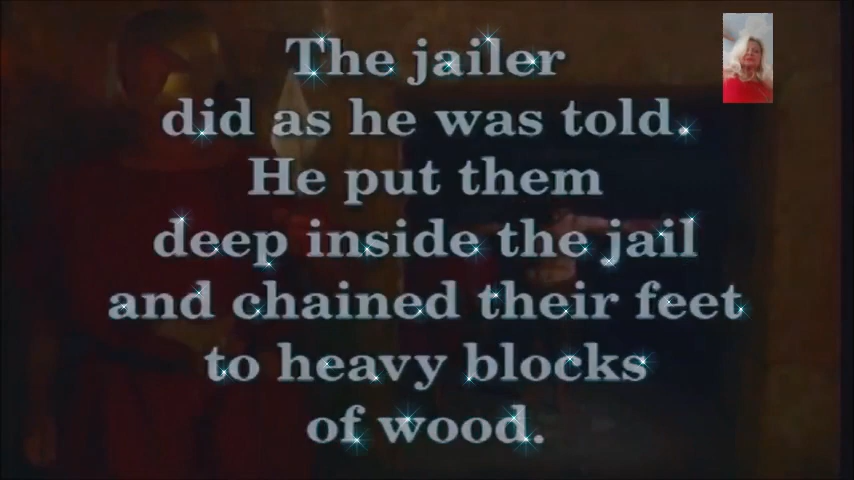 The jailer
did as he was told.
He put them
deep inside the jail
and chained their feet
to heavy blocks
of wood.